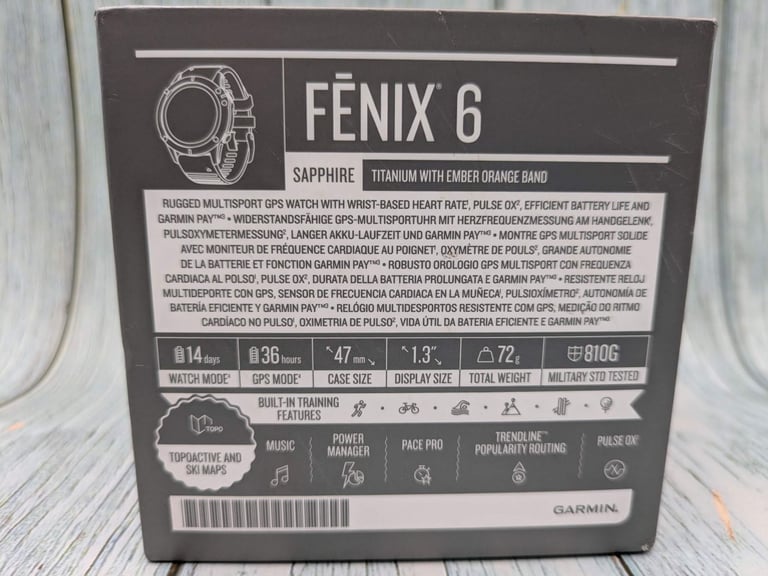 FĒNIX® 6
SAPPHIRE TITANIUM WITH EMBER ORANGE BAND
RUGGED MULTISPORT GPS WATCH WITH WRIST-BASED HEART RATE¹, PULSE OX², EFFICIENT BATTERY LIFE AND
GARMIN PAY™³ • WIDERSTANDSFÄHIGE GPS-MULTISPORTUHR MIT HERZFREQUENZMESSUNG AM HANDGELENK¹,
PULSOXYMETERMESSUNG², LANGER AKKU-LAUFZEIT UND GARMIN PAY™³ • MONTRE GPS MULTISPORT SOLIDE
AVEC MONITEUR DE FRÉQUENCE CARDIAQUE AU POIGNET¹, OXYMÉTRE DE POULS², GRANDE AUTONOMIE
DE LA BATTERIE ET FONCTION GARMIN PAY™³ • ROBUSTO OROLOGIO GPS MULTISPORT CON FREQUENZA
CARDIACA AL POLSO¹, PULSE OX², DURATA DELLA BATTERIA PROLUNGATA E GARMIN PAY™³ • RESISTENTE RELOJ
MULTIDEPORTE CON GPS, SENSOR DE FRECUENCIA CARDIACA EN LA MUÑECA¹, PULSIOXÍMETRO², AUTONOMÍA DE
BATERÍA EFICIENTE Y GARMIN PAY™³ • RELÓGIO MULTIDESPORTOS RESISTENTE COM GPS, MEDIÇÃO DO RITMO
CARDÍACO NO PULSO¹, OXIMETRIA DE PULSO², VIDA ÚTIL DA BATERIA EFICIENTE E GARMIN PAY™³
14 days 36 hours 47 mm 1.3" 72 g 810G
WATCH MODE⁴ GPS MODE⁴ CASE SIZE DISPLAY SIZE TOTAL WEIGHT MILITARY STD TESTED
BUILT-IN TRAINING
FEATURES
TOPO
TOPOACTIVE AND
SKI MAPS
MUSIC
POWER
MANAGER
PACE PRO
TRENDLINE™
POPULARITY ROUTING
PULSE OX²
GARMIN®